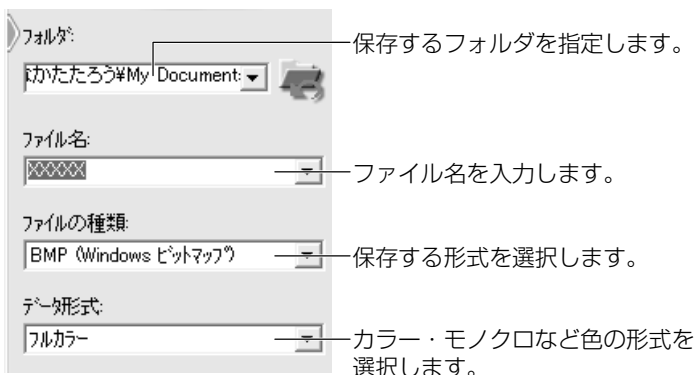 フォルダ:
保存するフォルダを指定します。
かたたろう¥My Document
ファイル名:
XXXXX
ファイル名を入力します。
ファイルの種類:
BMP (Windows ビットマップ)
保存する形式を選択します。
データ形式:
フルカラー
カラー・モノクロなど色の形式を
選択します。